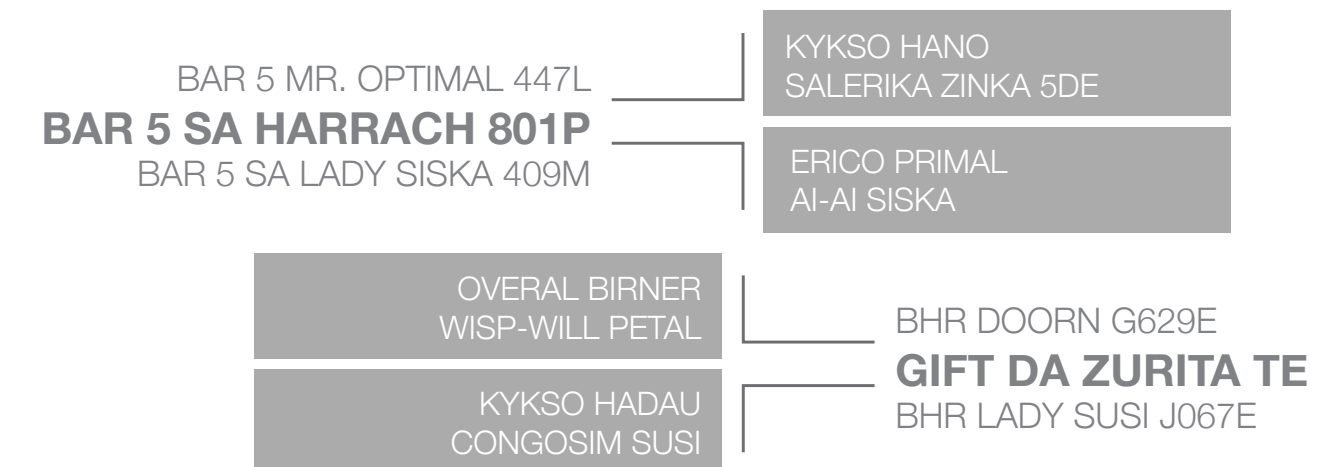 BAR 5 MR. OPTIMAL 447L
BAR 5 SA HARRACH 801P
BAR 5 SA LADY SISKA 409M
KYKSO HANO
SALERIKA ZINKA 5DE
ERICO PRIMAL
AI-AI SISKA
OVERAL BIRNER
WISP-WILL PETAL
KYKSO HADAU
CONGOSIM SUSI
BHR DOORN G629E
GIFT DA ZURITA TE
BHR LADY SUSI J067E